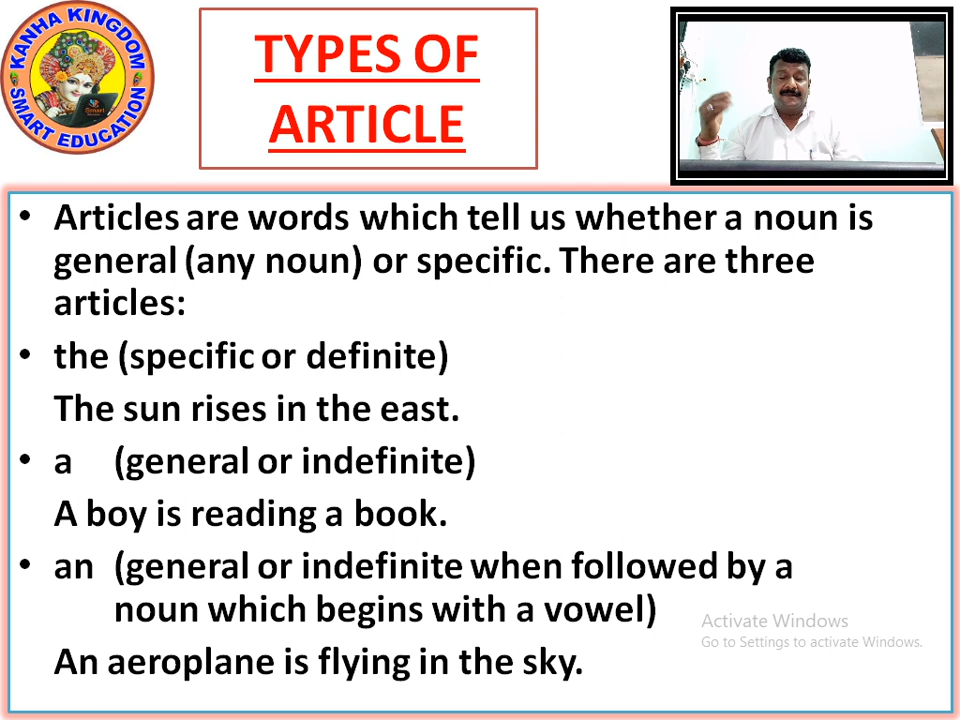 KANHA KINGDOM
SMART EDUCATION
TYPES OF
ARTICLE
• Articles are words which tell us whether a noun is
general (any noun) or specific. There are three
articles:
• the (specific or definite)
The sun rises in the east.
• a (general or indefinite)
A boy is reading a book.
• an (general or indefinite when followed by a
noun which begins with a vowel)
An aeroplane is flying in the sky.
Activate Windows
Go to Settings to activate Windows.